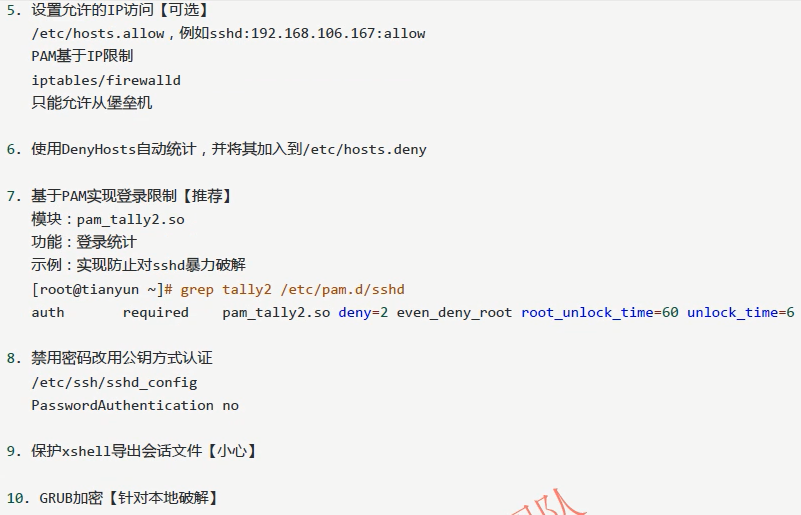 5. 设置允许的IP访问【可选】
/etc/hosts.allow，例如sshd:192.168.106.167:allow
PAM基于IP限制
iptables/firewalld
只能允许从堡垒机
6. 使用DenyHosts自动统计，并将其加入到/etc/hosts.deny
7. 基于PAM实现登录限制【推荐】
模块：pam_tally2.so
功能：登录统计
示例：实现防止对sshd暴力破解
[root@tianyun ~]# grep tally2 /etc/pam.d/sshd
auth required pam_tally2.so deny=2 even_deny_root root_unlock_time=60 unlock_time=6
8. 禁用密码改用公钥方式认证
/etc/ssh/sshd_config
PasswordAuthentication no
9. 保护xshell导出会话文件【小心】
10. GRUB加密【针对本地破解】